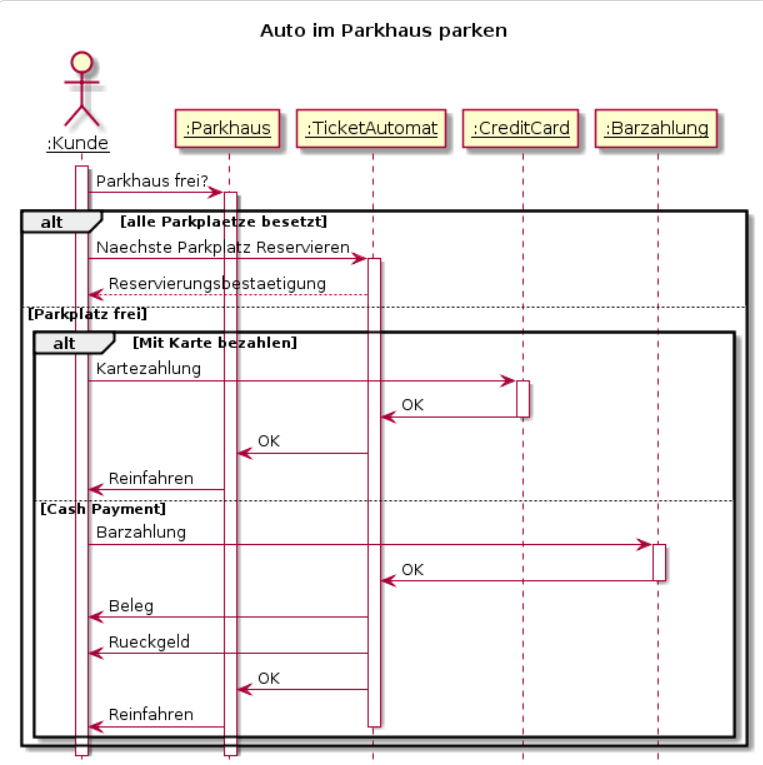 Auto im Parkhaus parken
:Kunde
:Parkhaus
:TicketAutomat
:CreditCard
:Barzahlung
Parkhaus frei?
alt [alle Parkplaetze besetzt]
Naechste Parkplatz Reservieren
Reservierungsbestaetigung
[Parkplatz frei]
alt [Mit Karte bezahlen]
Kartezahlung
OK
OK
Reinfahren
[Cash Payment]
Barzahlung
OK
Beleg
Rueckgeld
OK
Reinfahren